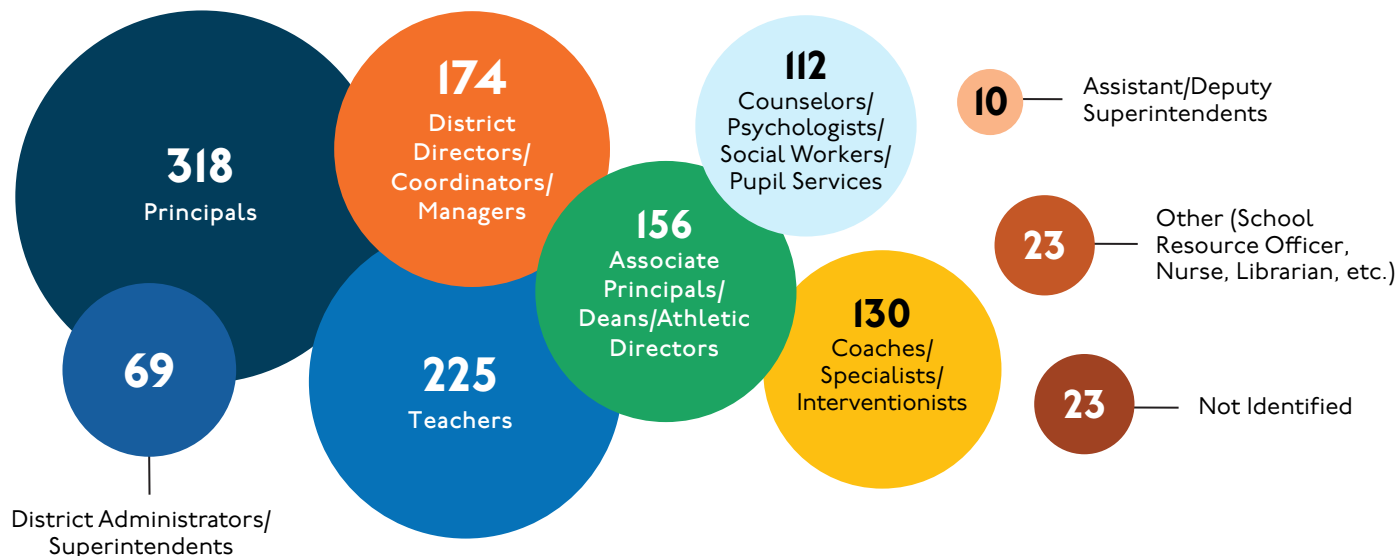 318
Principals
174
District
Directors/
Coordinators/
Managers
112
Counselors/
Psychologists/
Social Workers/
Pupil Services
10
Assistant/Deputy
Superintendents
156
Associate
Principals/
Deans/Athletic
Directors
23
Other (School
Resource Officer,
Nurse, Librarian, etc.)
69
District Administrators/
Superintendents
225
Teachers
130
Coaches/
Specialists/
Interventionists
23
Not Identified